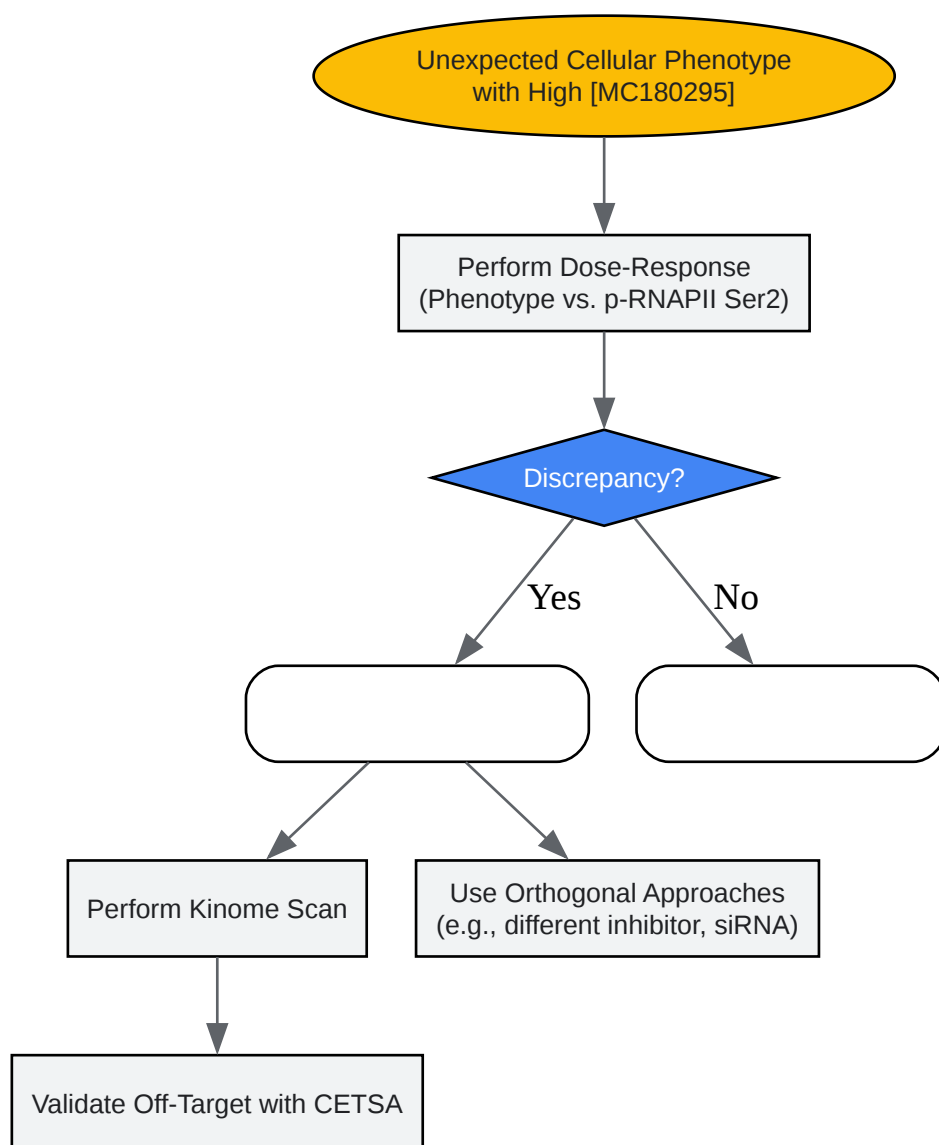 Unexpected Cellular Phenotype
with High [MC180295]
Perform Dose-Response
(Phenotype vs. p-RNAPII Ser2)
Discrepancy?
Yes
No
Perform Kinome Scan
Use Orthogonal Approaches
(e.g., different inhibitor, siRNA)
Validate Off-Target with CETSA